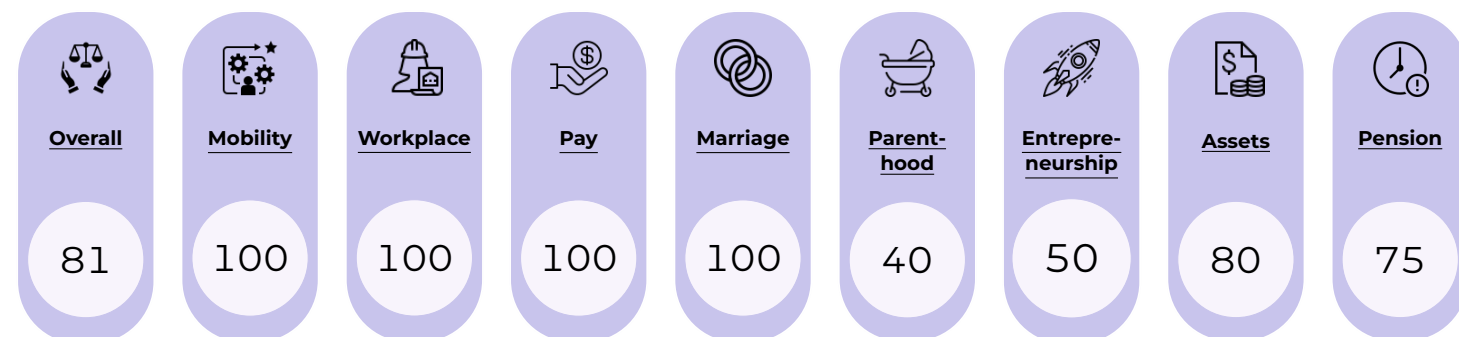 $
$
!
Overall
Mobility
Workplace
Pay
Marriage
Parent-
hood
Entrepre-
neurship
Assets
Pension
81
100
100
100
100
40
50
80
75